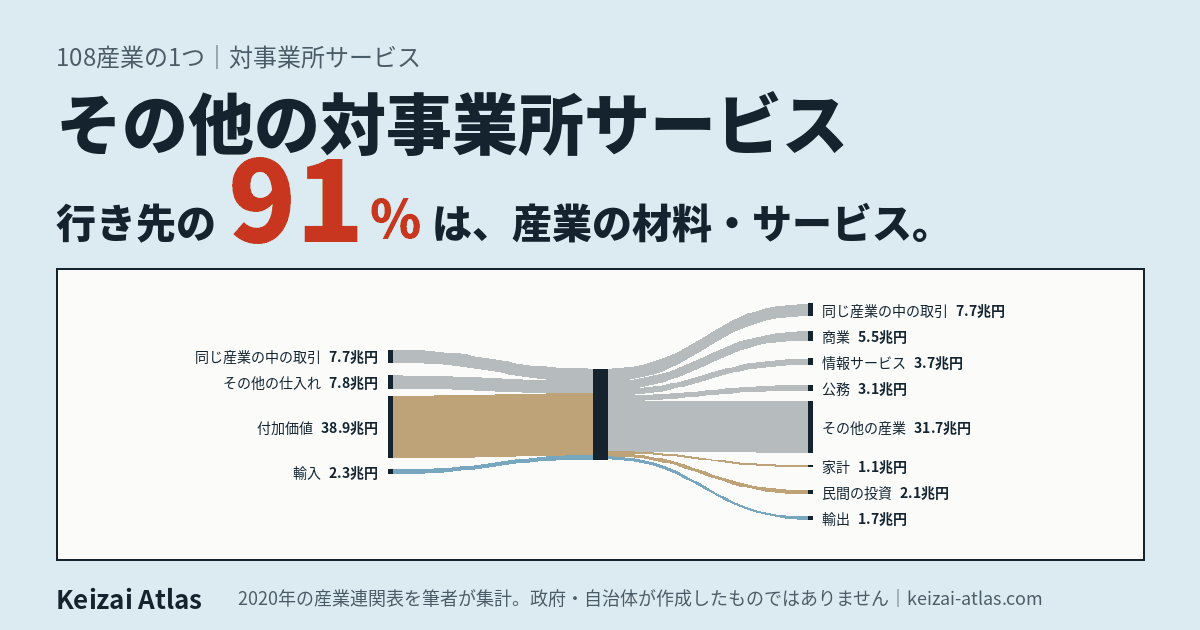 108産業の1つ｜対事業所サービス
その他の対事業所サービス
行き先の 91% は、産業の材料・サービス。
同じ産業の中の取引 7.7兆円
その他の仕入れ 7.8兆円
付加価値 38.9兆円
輸入 2.3兆円
同じ産業の中の取引 7.7兆円
商業 5.5兆円
情報サービス 3.7兆円
公務 3.1兆円
その他の産業 31.7兆円
家計 1.1兆円
民間の投資 2.1兆円
輸出 1.7兆円
Keizai Atlas 2020年の産業連関表を筆者が集計。政府・自治体が作成したものではありません｜keizai-atlas.com